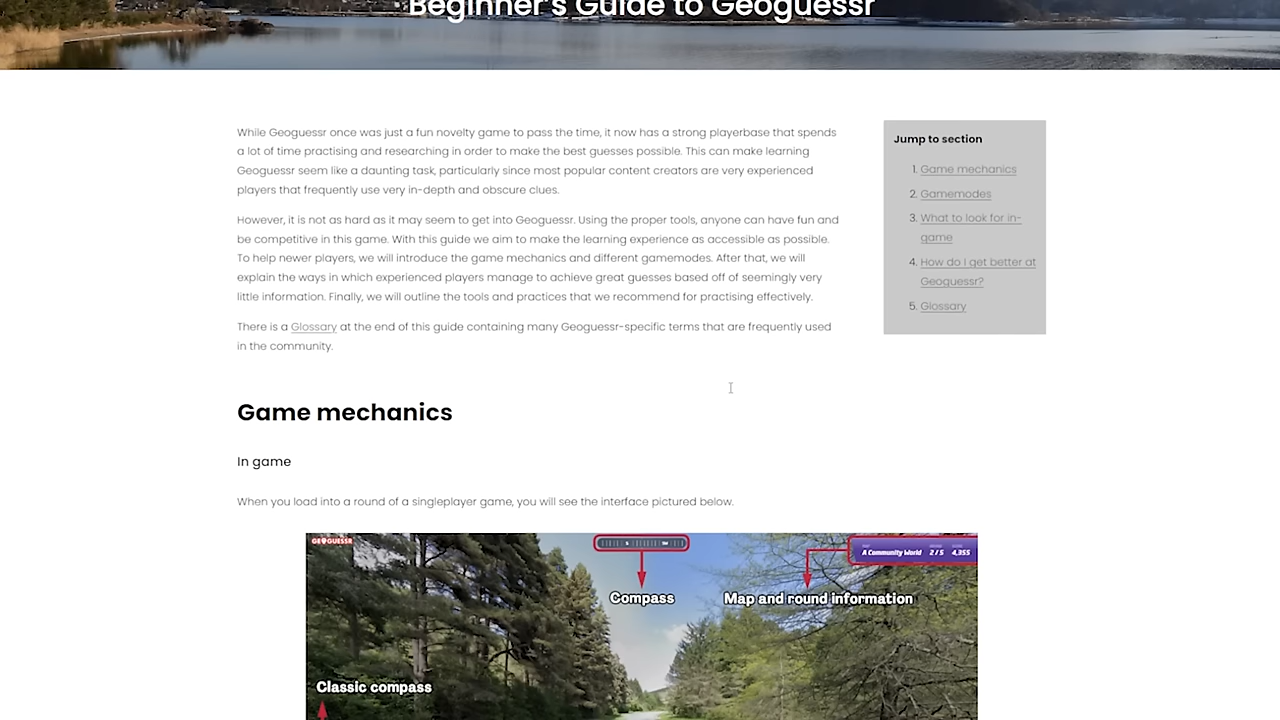 Beginner's Guide to Geoguessr
While Geoguessr once was just a fun novelty game to pass the time, it now has a strong playerbase that spends
a lot of time practising and researching in order to make the best guesses possible. This can make learning
Geoguessr seem like a daunting task, particularly since most popular content creators are very experienced
players that frequently use very in-depth and obscure clues.
However, it is not as hard as it may seem to get into Geoguessr. Using the proper tools, anyone can have fun and
be competitive in this game. With this guide we aim to make the learning experience as accessible as possible.
To help newer players, we will introduce the game mechanics and different gamemodes. After that, we will
explain the ways in which experienced players manage to achieve great guesses based off of seemingly very
little information. Finally, we will outline the tools and practices that we recommend for practising effectively.
There is a Glossary at the end of this guide containing many Geoguessr-specific terms that are frequently used
in the community.
Jump to section
1. Game mechanics
2. Gamemodes
3. What to look for in-
game
4. How do I get better at
Geoguessr?
5. Glossary
Game mechanics
In game
When you load into a round of a singleplayer game, you will see the interface pictured below.
GEOGUESSR
A Community World 2 / 5 4,355
Compass
Map and round information
Classic compass